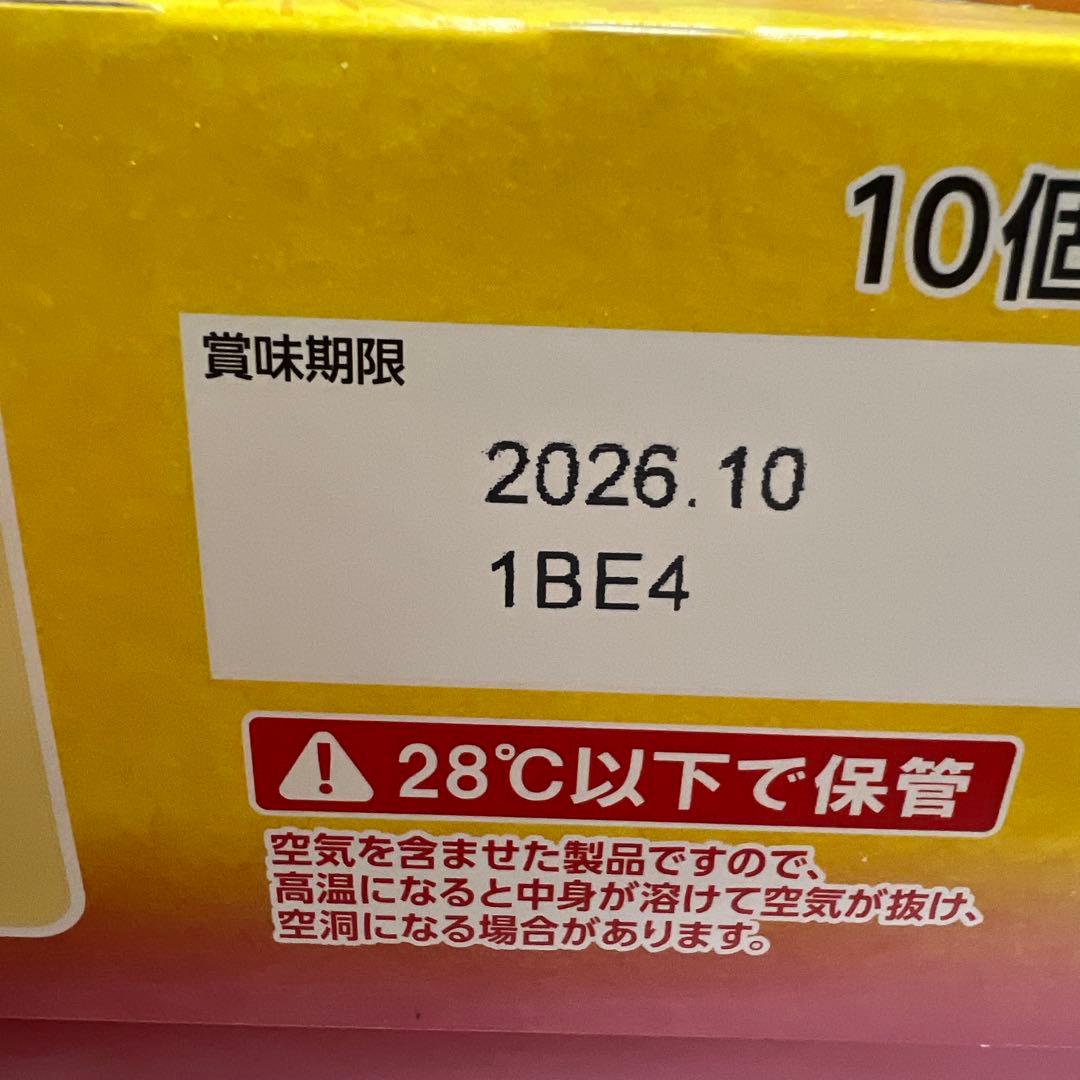 10個
賞味期限
2026.10
1BE4
28℃以下で保管
空気を含ませた製品ですので、
高温になると中身が溶けて空気が抜け、
空洞になる場合があります。